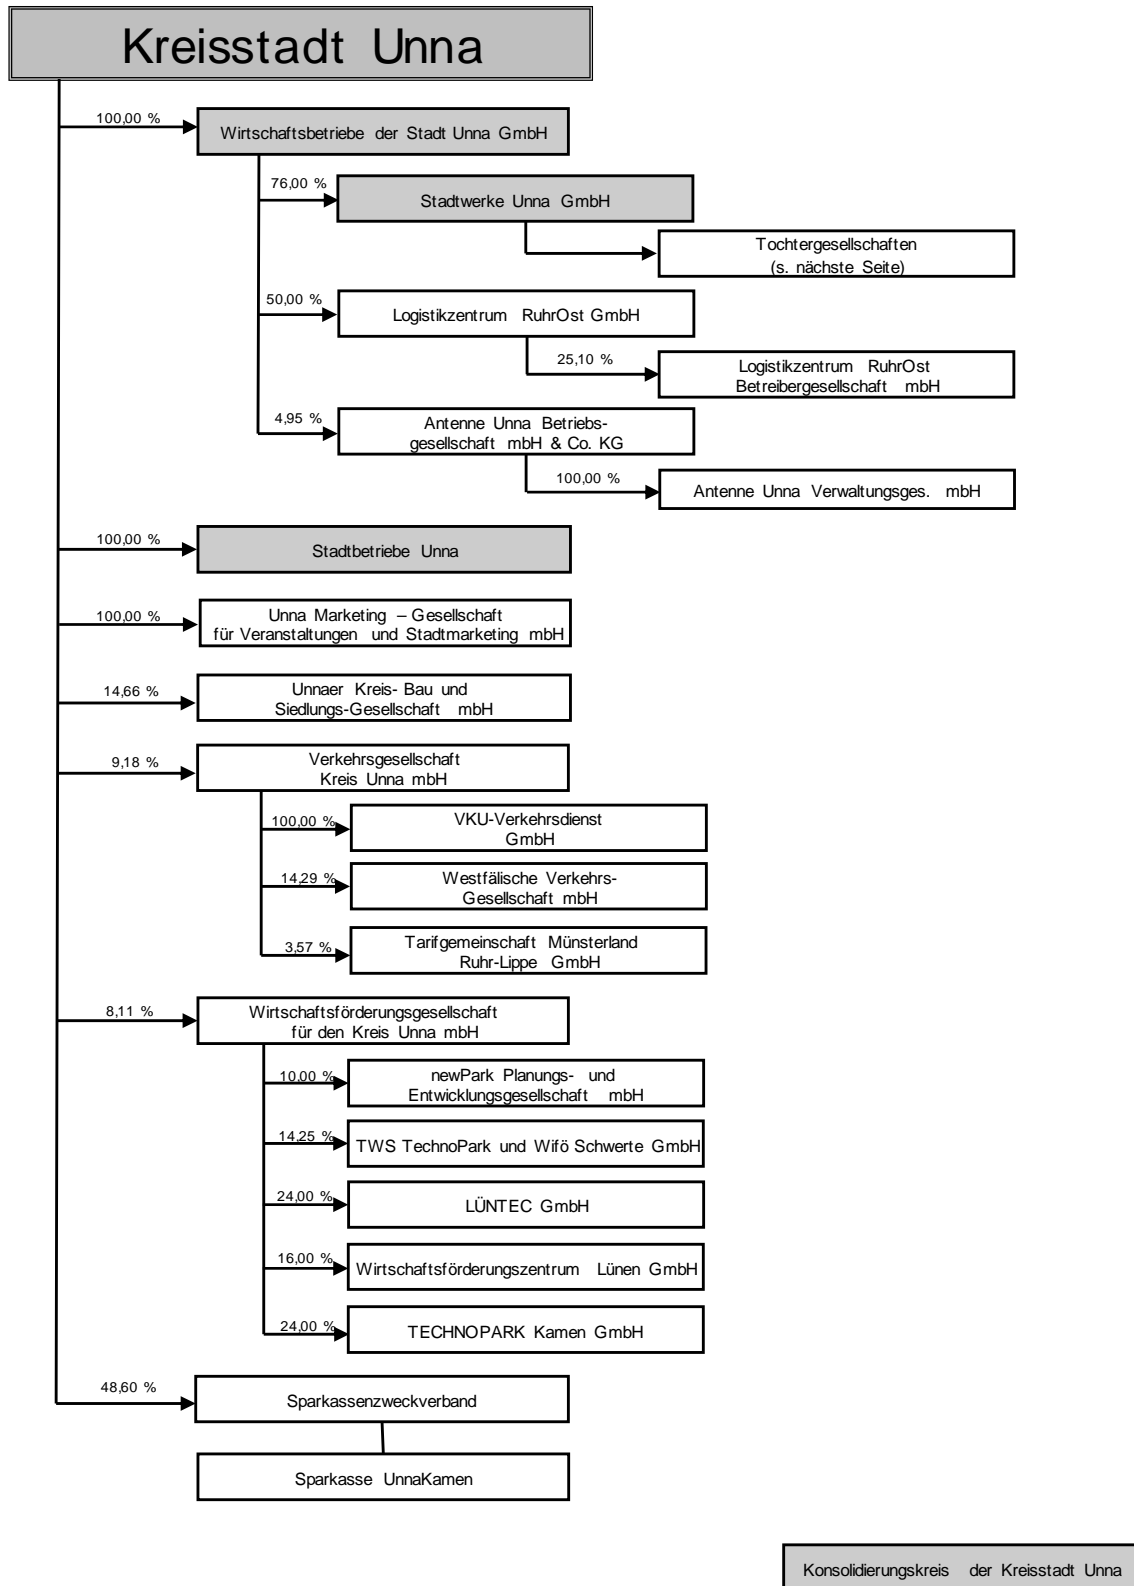 Kreisstadt Unna
100,00 %
Wirtschaftsbetriebe der Stadt Unna GmbH
76,00 %
Stadtwerke Unna GmbH
Tochtergesellschaften
(s. nächste Seite)
50,00 %
Logistikzentrum RuhrOst GmbH
25,10 %
Logistikzentrum RuhrOst
Betreibergesellschaft mbH
4,95 %
Antenne Unna Betriebs-
gesellschaft mbH & Co. KG
100,00 %
Antenne Unna Verwaltungsges. mbH
100,00 %
Stadtbetriebe Unna
100,00 %
Unna Marketing – Gesellschaft
für Veranstaltungen und Stadtmarketing mbH
14,66 %
Unnaer Kreis- Bau und
Siedlungs-Gesellschaft mbH
9,18 %
Verkehrsgesellschaft
Kreis Unna mbH
100,00 %
VKU-Verkehrsdienst
GmbH
14,29 %
Westfälische Verkehrs-
Gesellschaft mbH
3,57 %
Tarifgemeinschaft Münsterland
Ruhr-Lippe GmbH
8,11 %
Wirtschaftsförderungsgesellschaft
für den Kreis Unna mbH
10,00 %
newPark Planungs- und
Entwicklungsgesellschaft mbH
14,25 %
TWS TechnoPark und Wifö Schwerte GmbH
24,00 %
LÜNTEC GmbH
16,00 %
Wirtschaftsförderungszentrum Lünen GmbH
24,00 %
TECHNOPARK Kamen GmbH
48,60 %
Sparkassenzweckverband
Sparkasse UnnaKamen
Konsolidierungskreis der Kreisstadt Unna